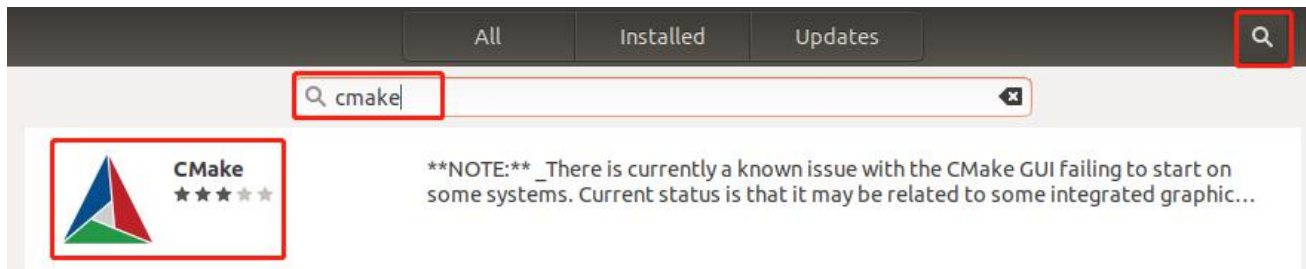 All Installed Updates
cmake
CMake
**NOTE:** _There is currently a known issue with the CMake GUI failing to start on
some systems. Current status is that it may be related to some integrated graphic...